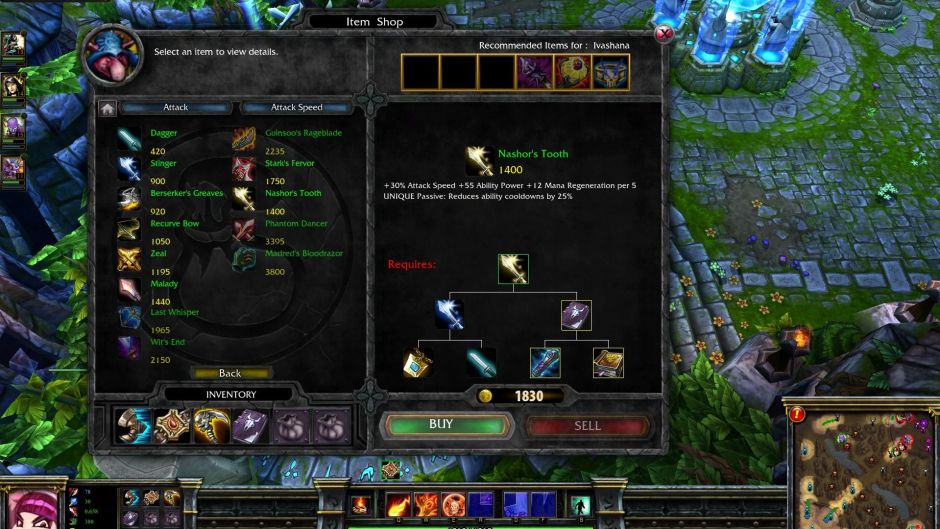 Item Shop
Select an item to view details.
Recommended Items for : Ivashana
Attack
Attack Speed
Dagger
420
Stinger
900
Berserker's Greaves
920
Recurve Bow
1050
Zeal
1195
Malady
1440
Last Whisper
1965
Wit's End
2150
Guinsoo's Rageblade
2235
Stark's Fervor
1750
Nashor's Tooth
1400
Phantom Dancer
3395
Madred's Bloodrazor
3800
Back
Nashor's Tooth
1400
+30% Attack Speed +55 Ability Power +12 Mana Regeneration per 5
UNIQUE Passive: Reduces ability cooldowns by 25%
Requires:
1830
INVENTORY
BUY
SELL